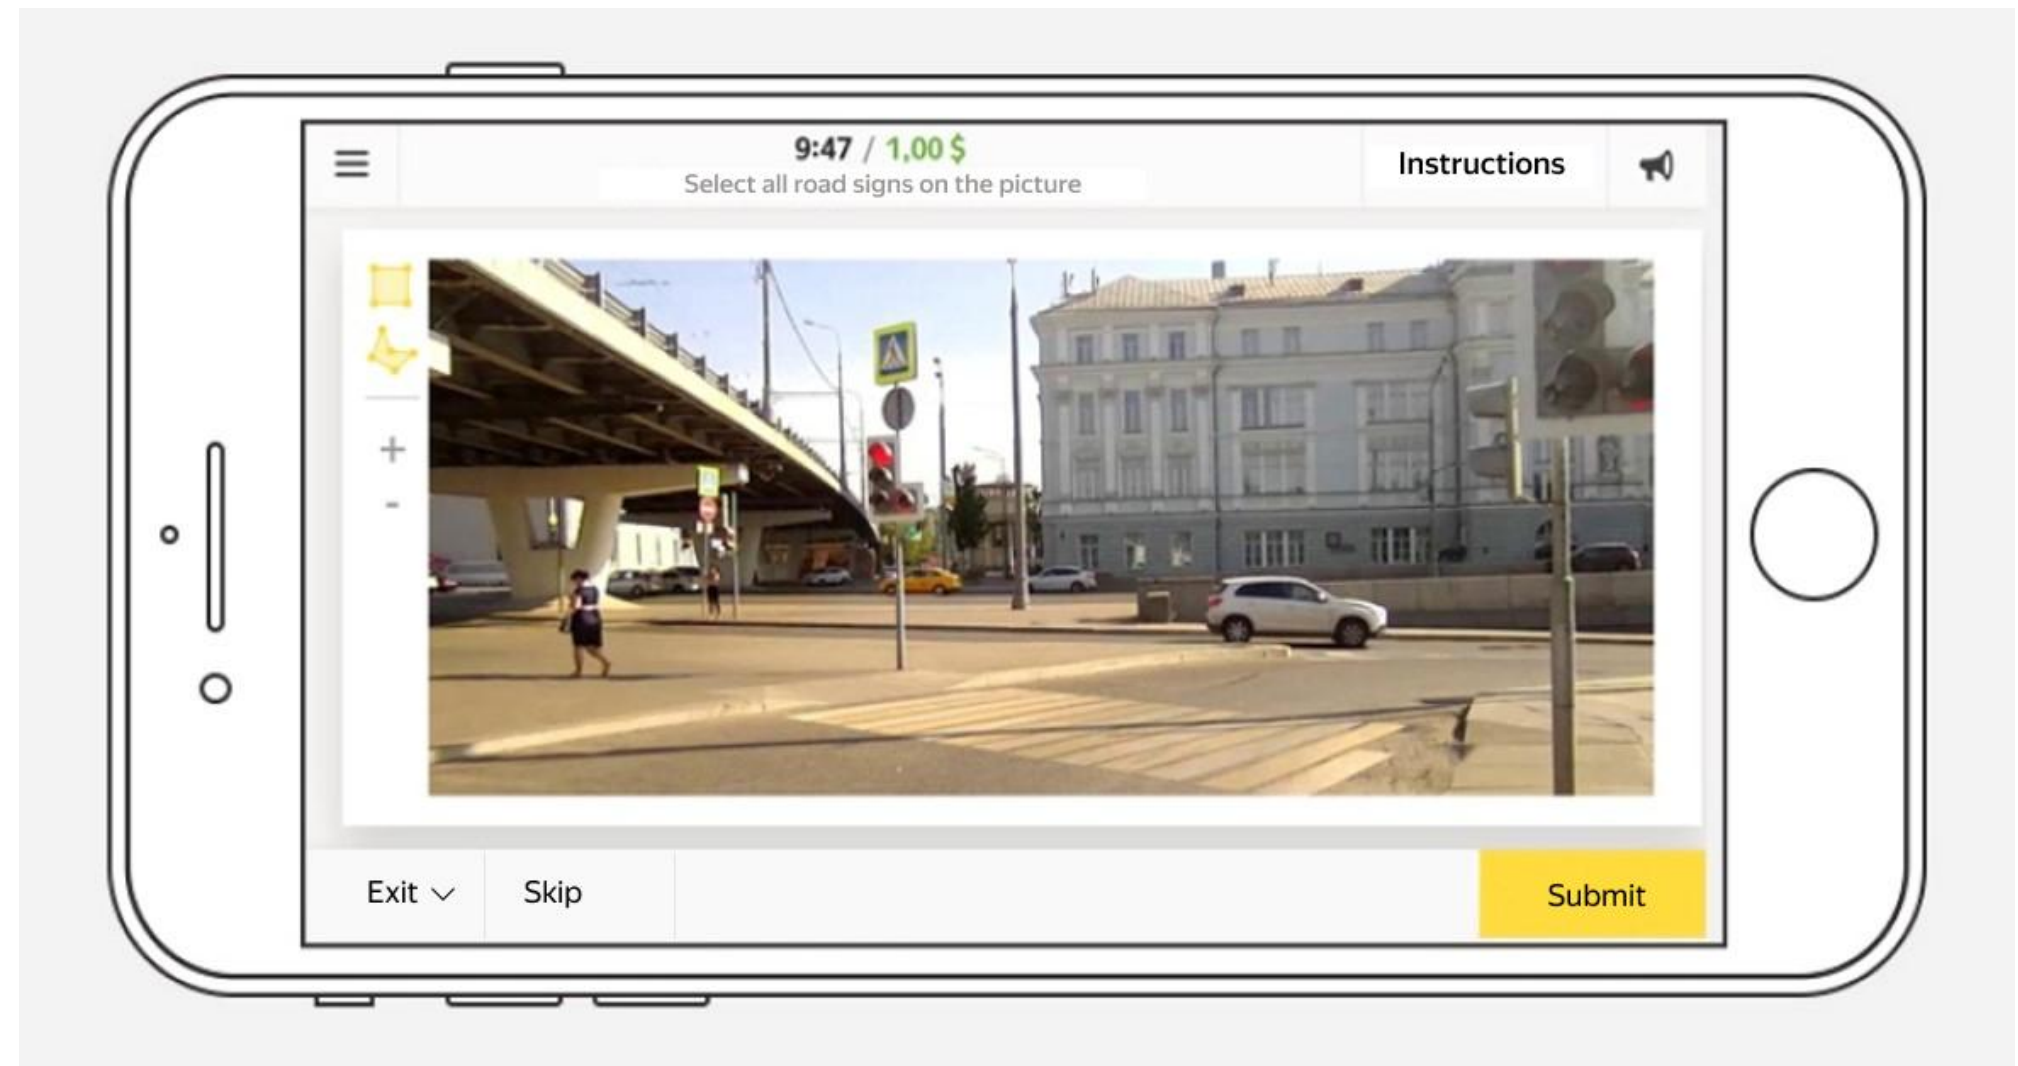 9:47 / 1,00 $
Select all road signs on the picture
Instructions
+
-
Exit
Skip
Submit